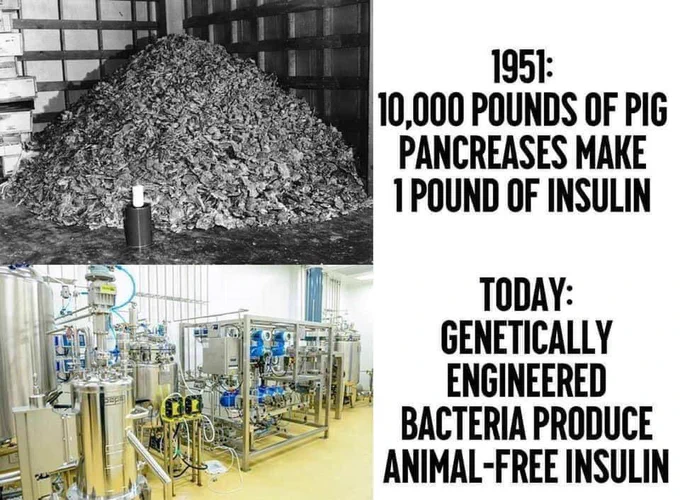 1951:
10,000 POUNDS OF PIG
PANCREASES MAKE
1 POUND OF INSULIN
TODAY:
GENETICALLY
ENGINEERED
BACTERIA PRODUCE
ANIMAL-FREE INSULIN